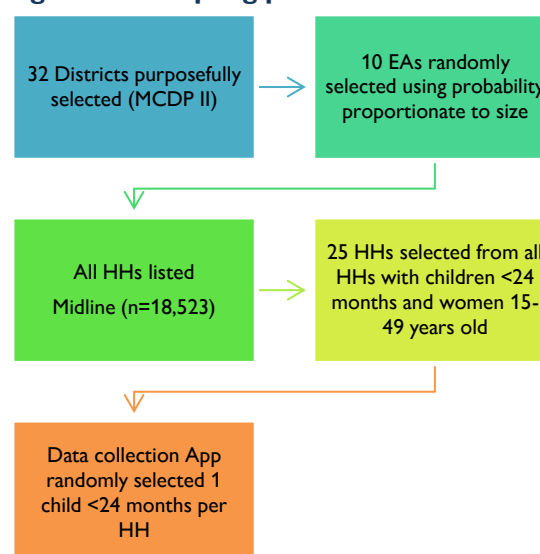 32 Districts purposefully
selected (MCDP II)
10 EAs randomly
selected using probability
proportionate to size
All HHs listed
Midline (n=18,523)
25 HHs selected from all
HHs with children <24
months and women 15-
49 years old
Data collection App
randomly selected 1
child <24 months per
HH